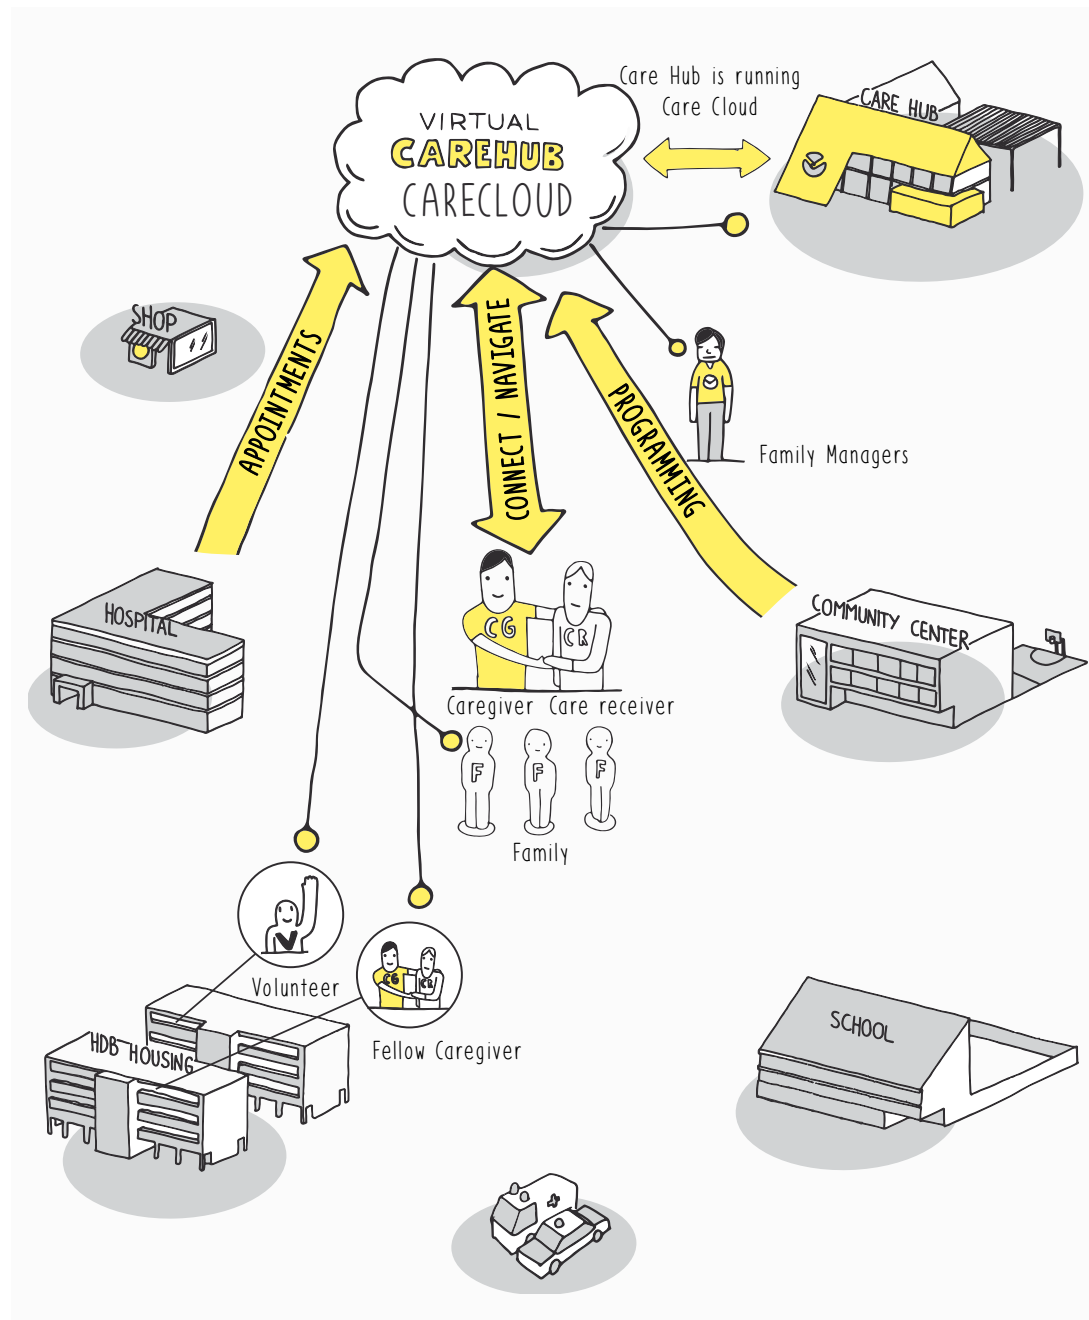 Care Hub is running
Care Cloud
CARE HUB
VIRTUAL
CAREHUB
CARECLOUD
SHOP
APPOINTMENTS
CONNECT / NAVIGATE
PROGRAMMING
Family Managers
HOSPITAL
CG
CR
COMMUNITY CENTER
Caregiver Care receiver
F
F
F
Family
V
Volunteer
CG
CR
Fellow Caregiver
HDB HOUSING
SCHOOL